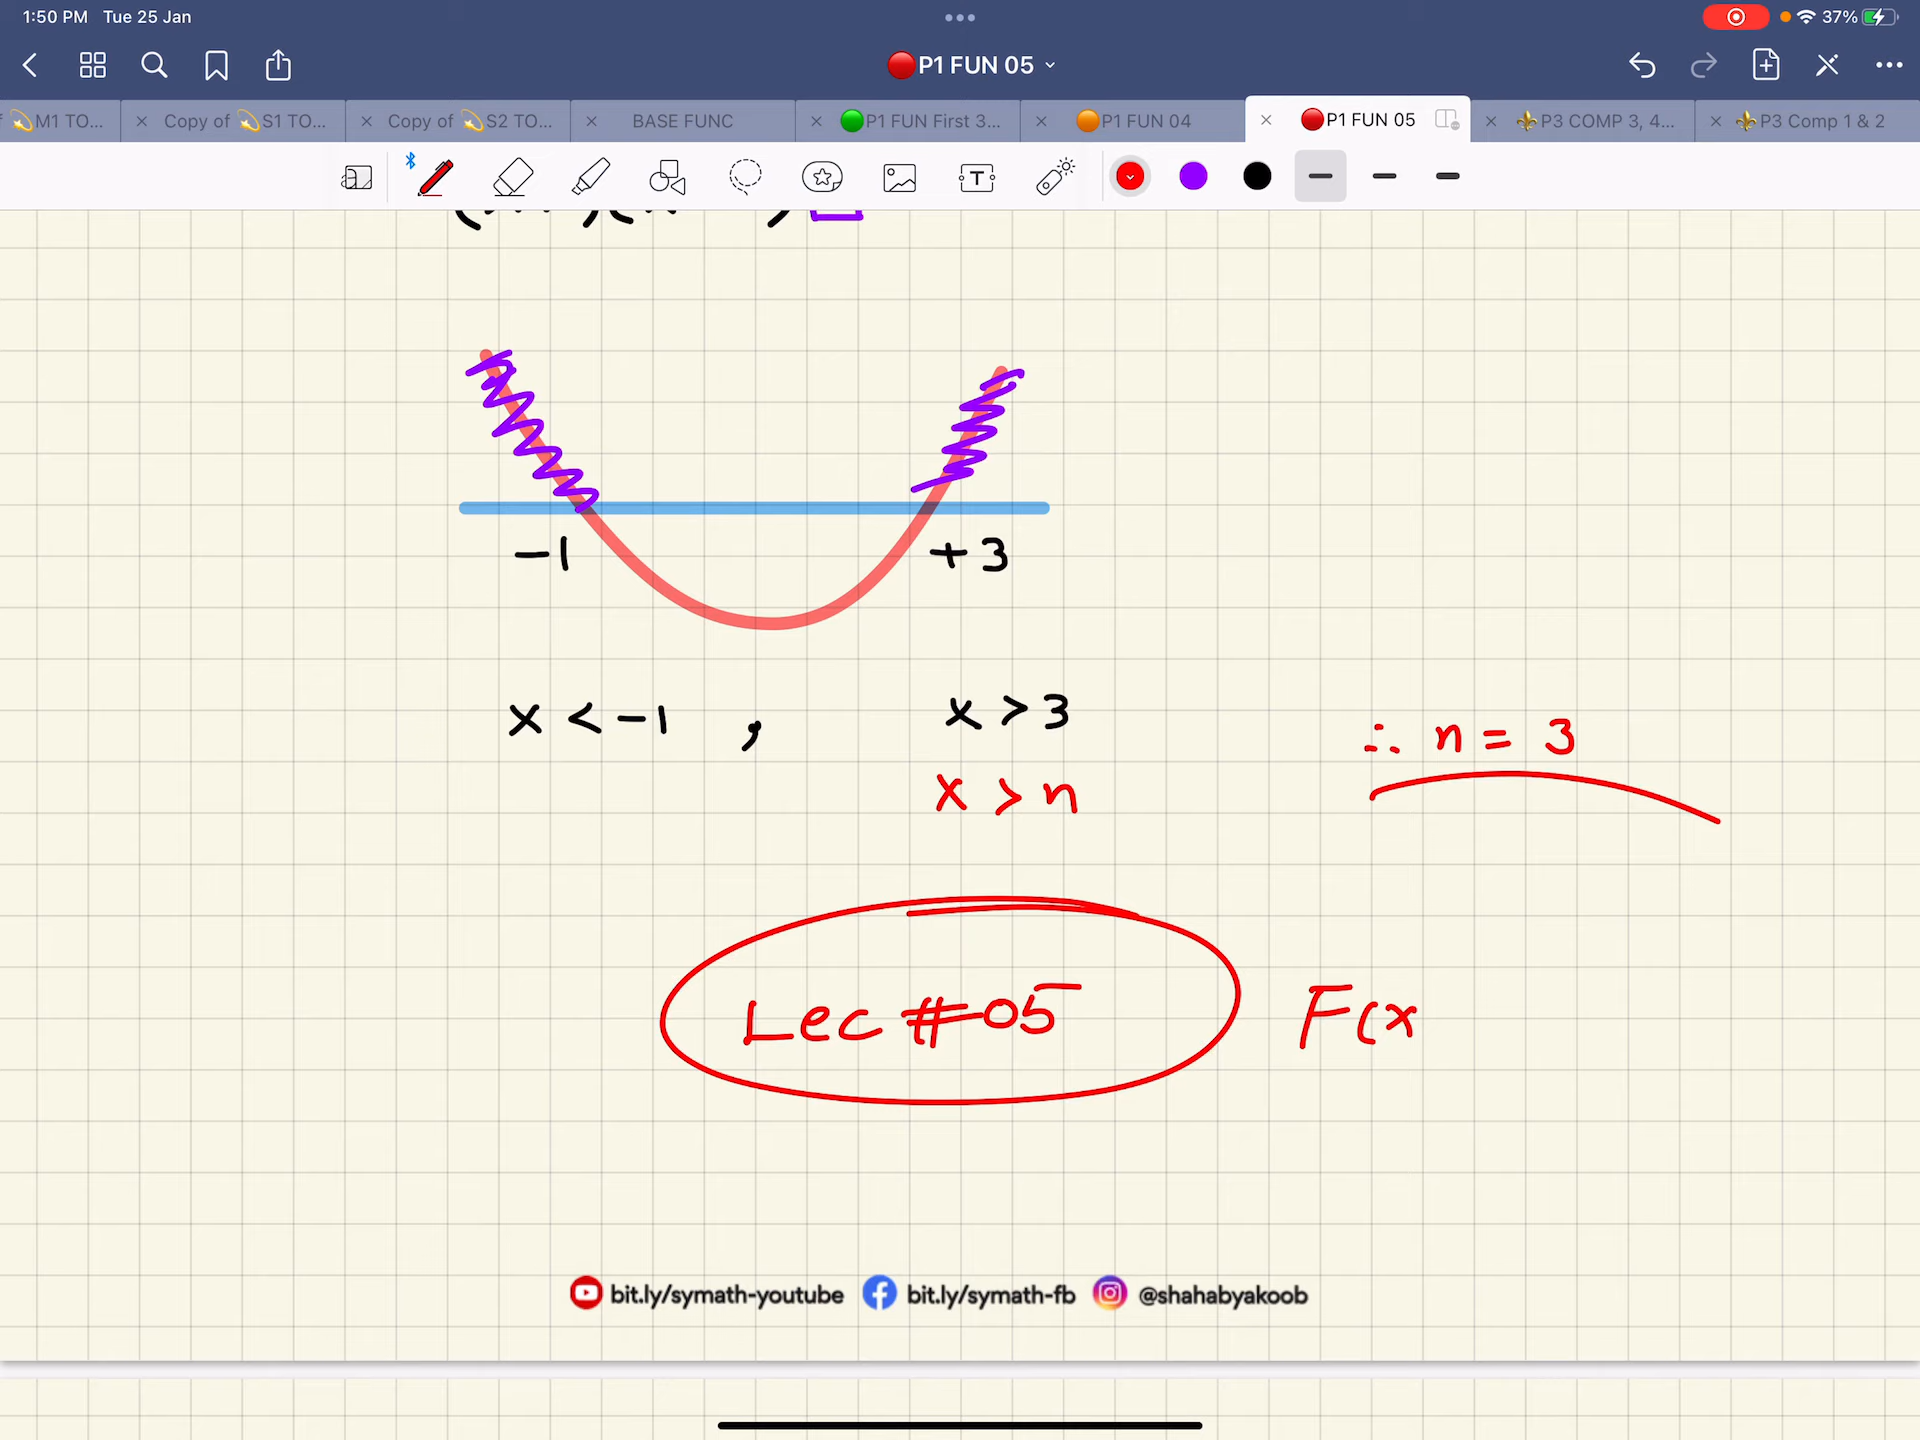 1:50 PM Tue 25 Jan 37%
P1 FUN 05
M1 TO... Copy of S1 TO... Copy of S2 TO... BASE FUNC P1 FUN First 3... P1 FUN 04 P1 FUN 05 P3 COMP 3, 4... P3 Comp 1 & 2
-1 +3
x < -1 , x > 3
∴ n = 3
x > n
Lec #05 F(x
bit.ly/symath-youtube bit.ly/symath-fb @shahabyakoob